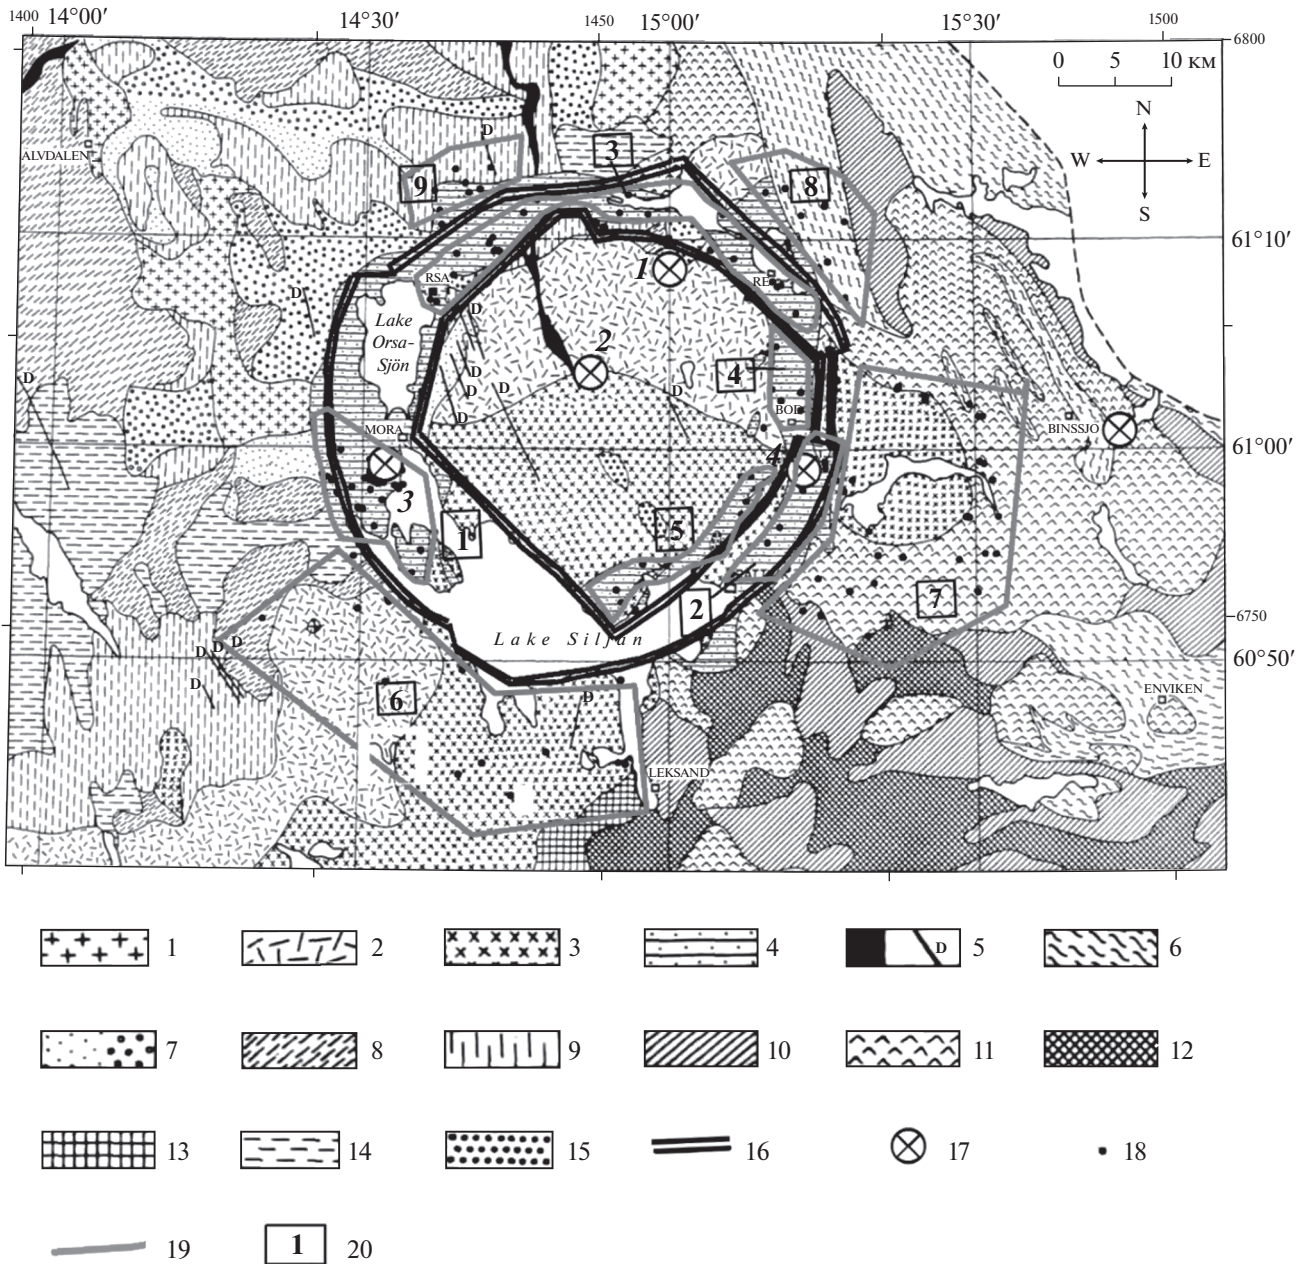 1400 14°00′ 14°30′ 1450 15°00′ 15°30′ 1500
6800
0 5 10 км
N
W E
S
ALVDALEN
D
3
9
8
61°10′
1
RSA
RE
D
Lake
Orsa-
Sjön
D
2
D
D
4
D
D
D
BOD
D
MORA
BINSSJO
61°00′
4
3
5
1
7
2
6750
Lake Siljan
D
D
D
60°50′
D
6
D
ENVIKEN
LEKSAND
1 2 3 4 D 5 6
7 8 9 10 11 12
13 14 15 16 17 18
19 1 20